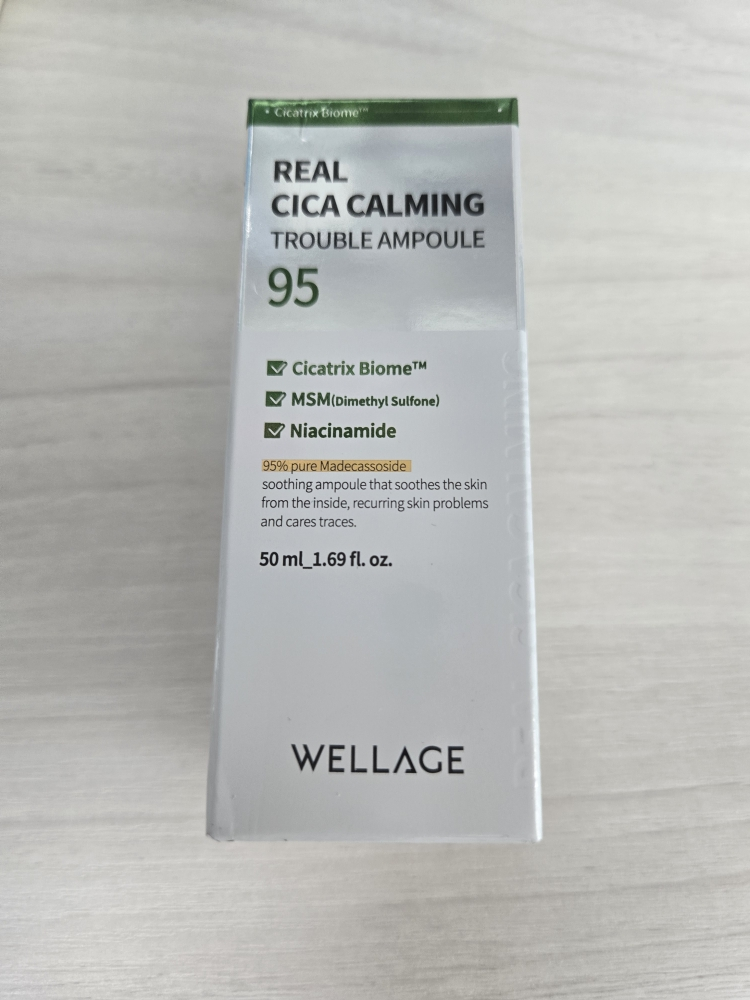 Cicatrix Biome™
REAL
CICA CALMING
TROUBLE AMPOULE
95
Cicatrix Biome™
MSM(Dimethyl Sulfone)
Niacinamide
95% pure Madecassoside
soothing ampoule that soothes the skin
from the inside, recurring skin problems
and cares traces.
50 ml_1.69 fl. oz.
WELLAGE